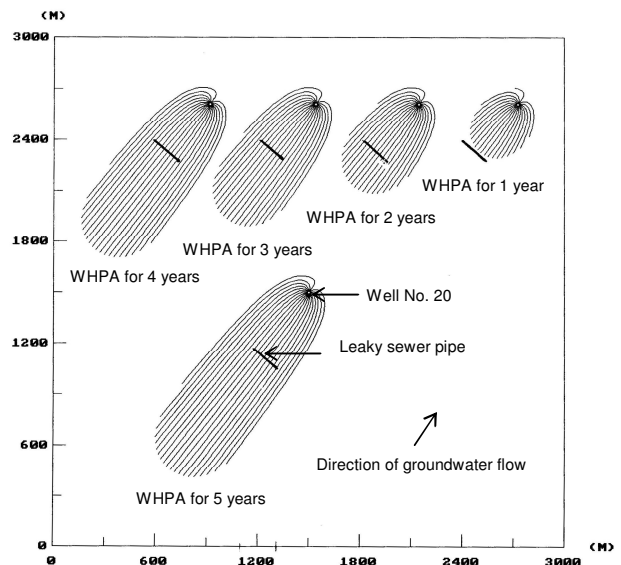 (M)
3000
2400
WHPA for 1 year
WHPA for 2 years
1800
WHPA for 3 years
WHPA for 4 years
Well No. 20
1200
Leaky sewer pipe
600
Direction of groundwater flow
WHPA for 5 years
0
0 600 1200 1800 2400 3000 (M)